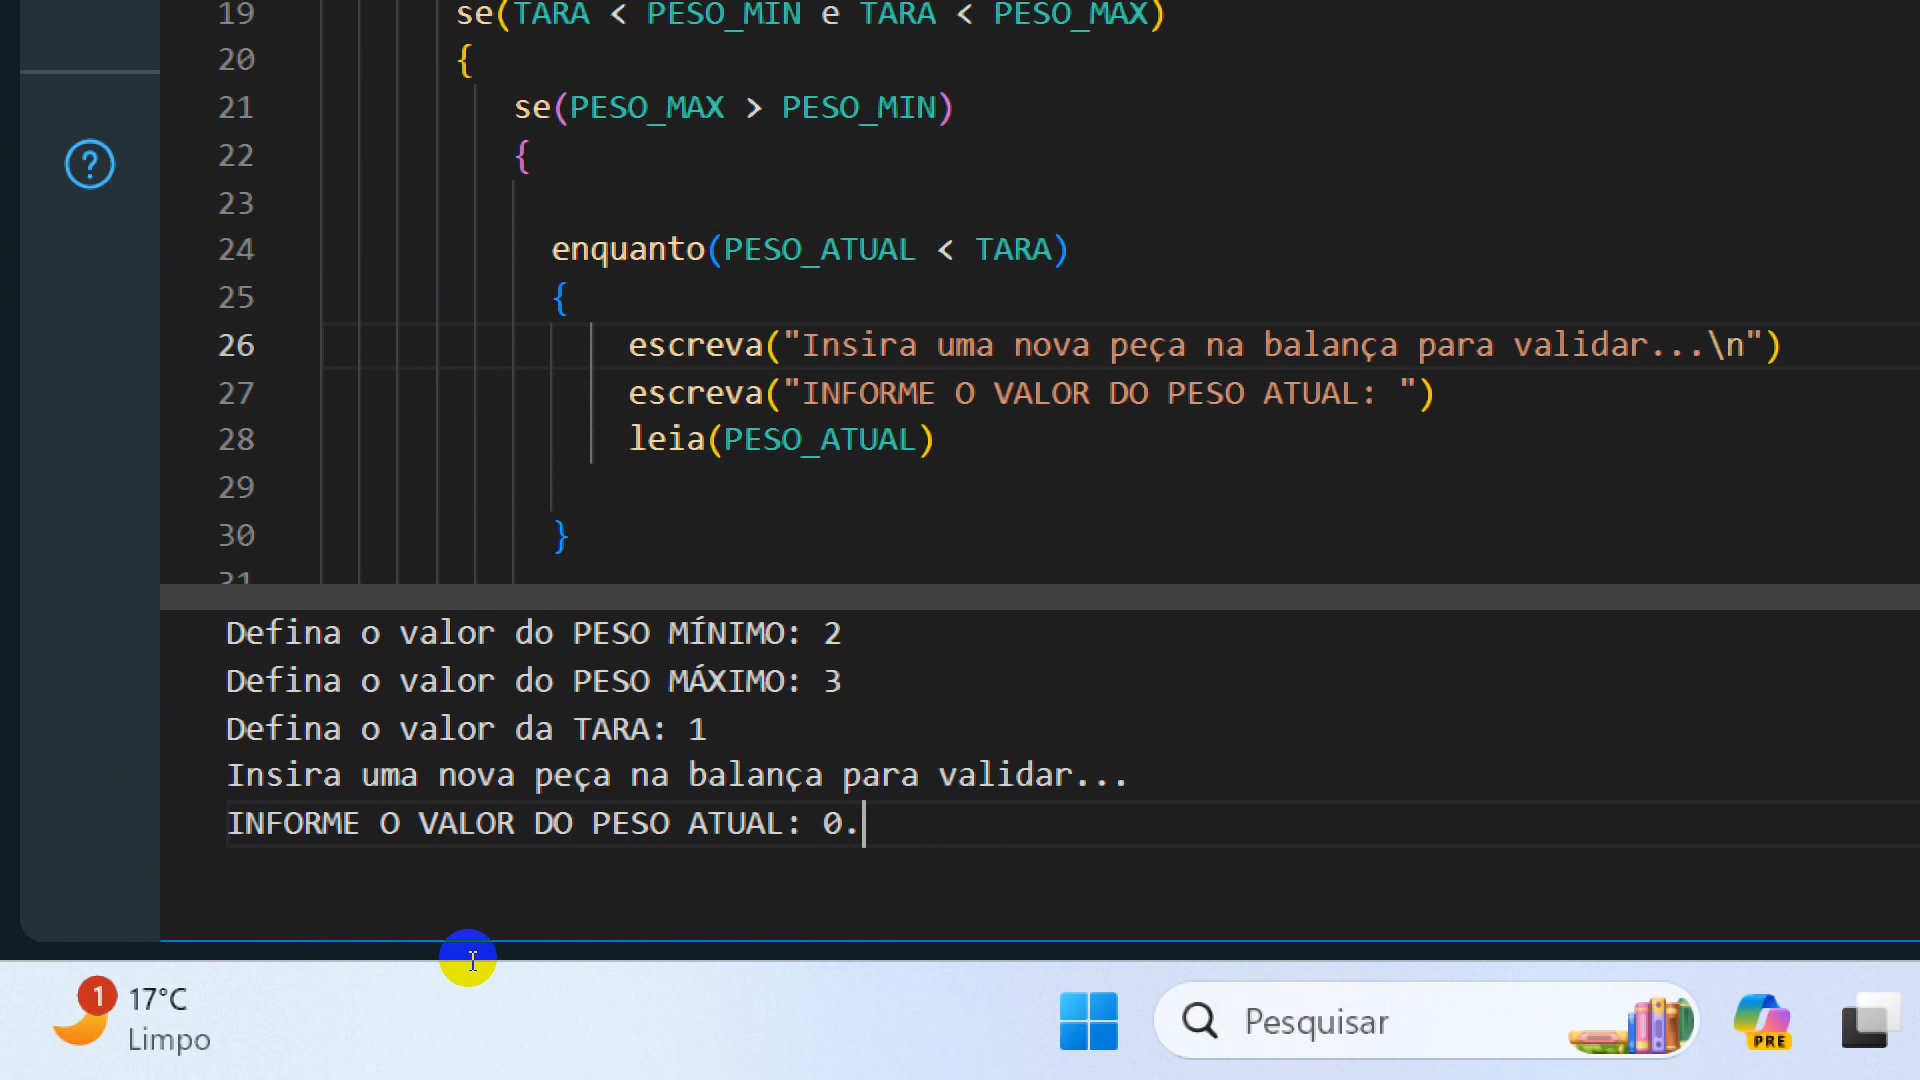 19 se(TARA < PESO_MIN e TARA < PESO_MAX)
20 {
21 se(PESO_MAX > PESO_MIN)
22 {
23
24 enquanto(PESO_ATUAL < TARA)
25 {
26 escreva("Insira uma nova peça na balança para validar...\n")
27 escreva("INFORME O VALOR DO PESO ATUAL: ")
28 leia(PESO_ATUAL)
29
30 }
31
Defina o valor do PESO MÍNIMO: 2
Defina o valor do PESO MÁXIMO: 3
Defina o valor da TARA: 1
Insira uma nova peça na balança para validar...
INFORME O VALOR DO PESO ATUAL: 0.
1 17°C
Limpo
Pesquisar
PRE